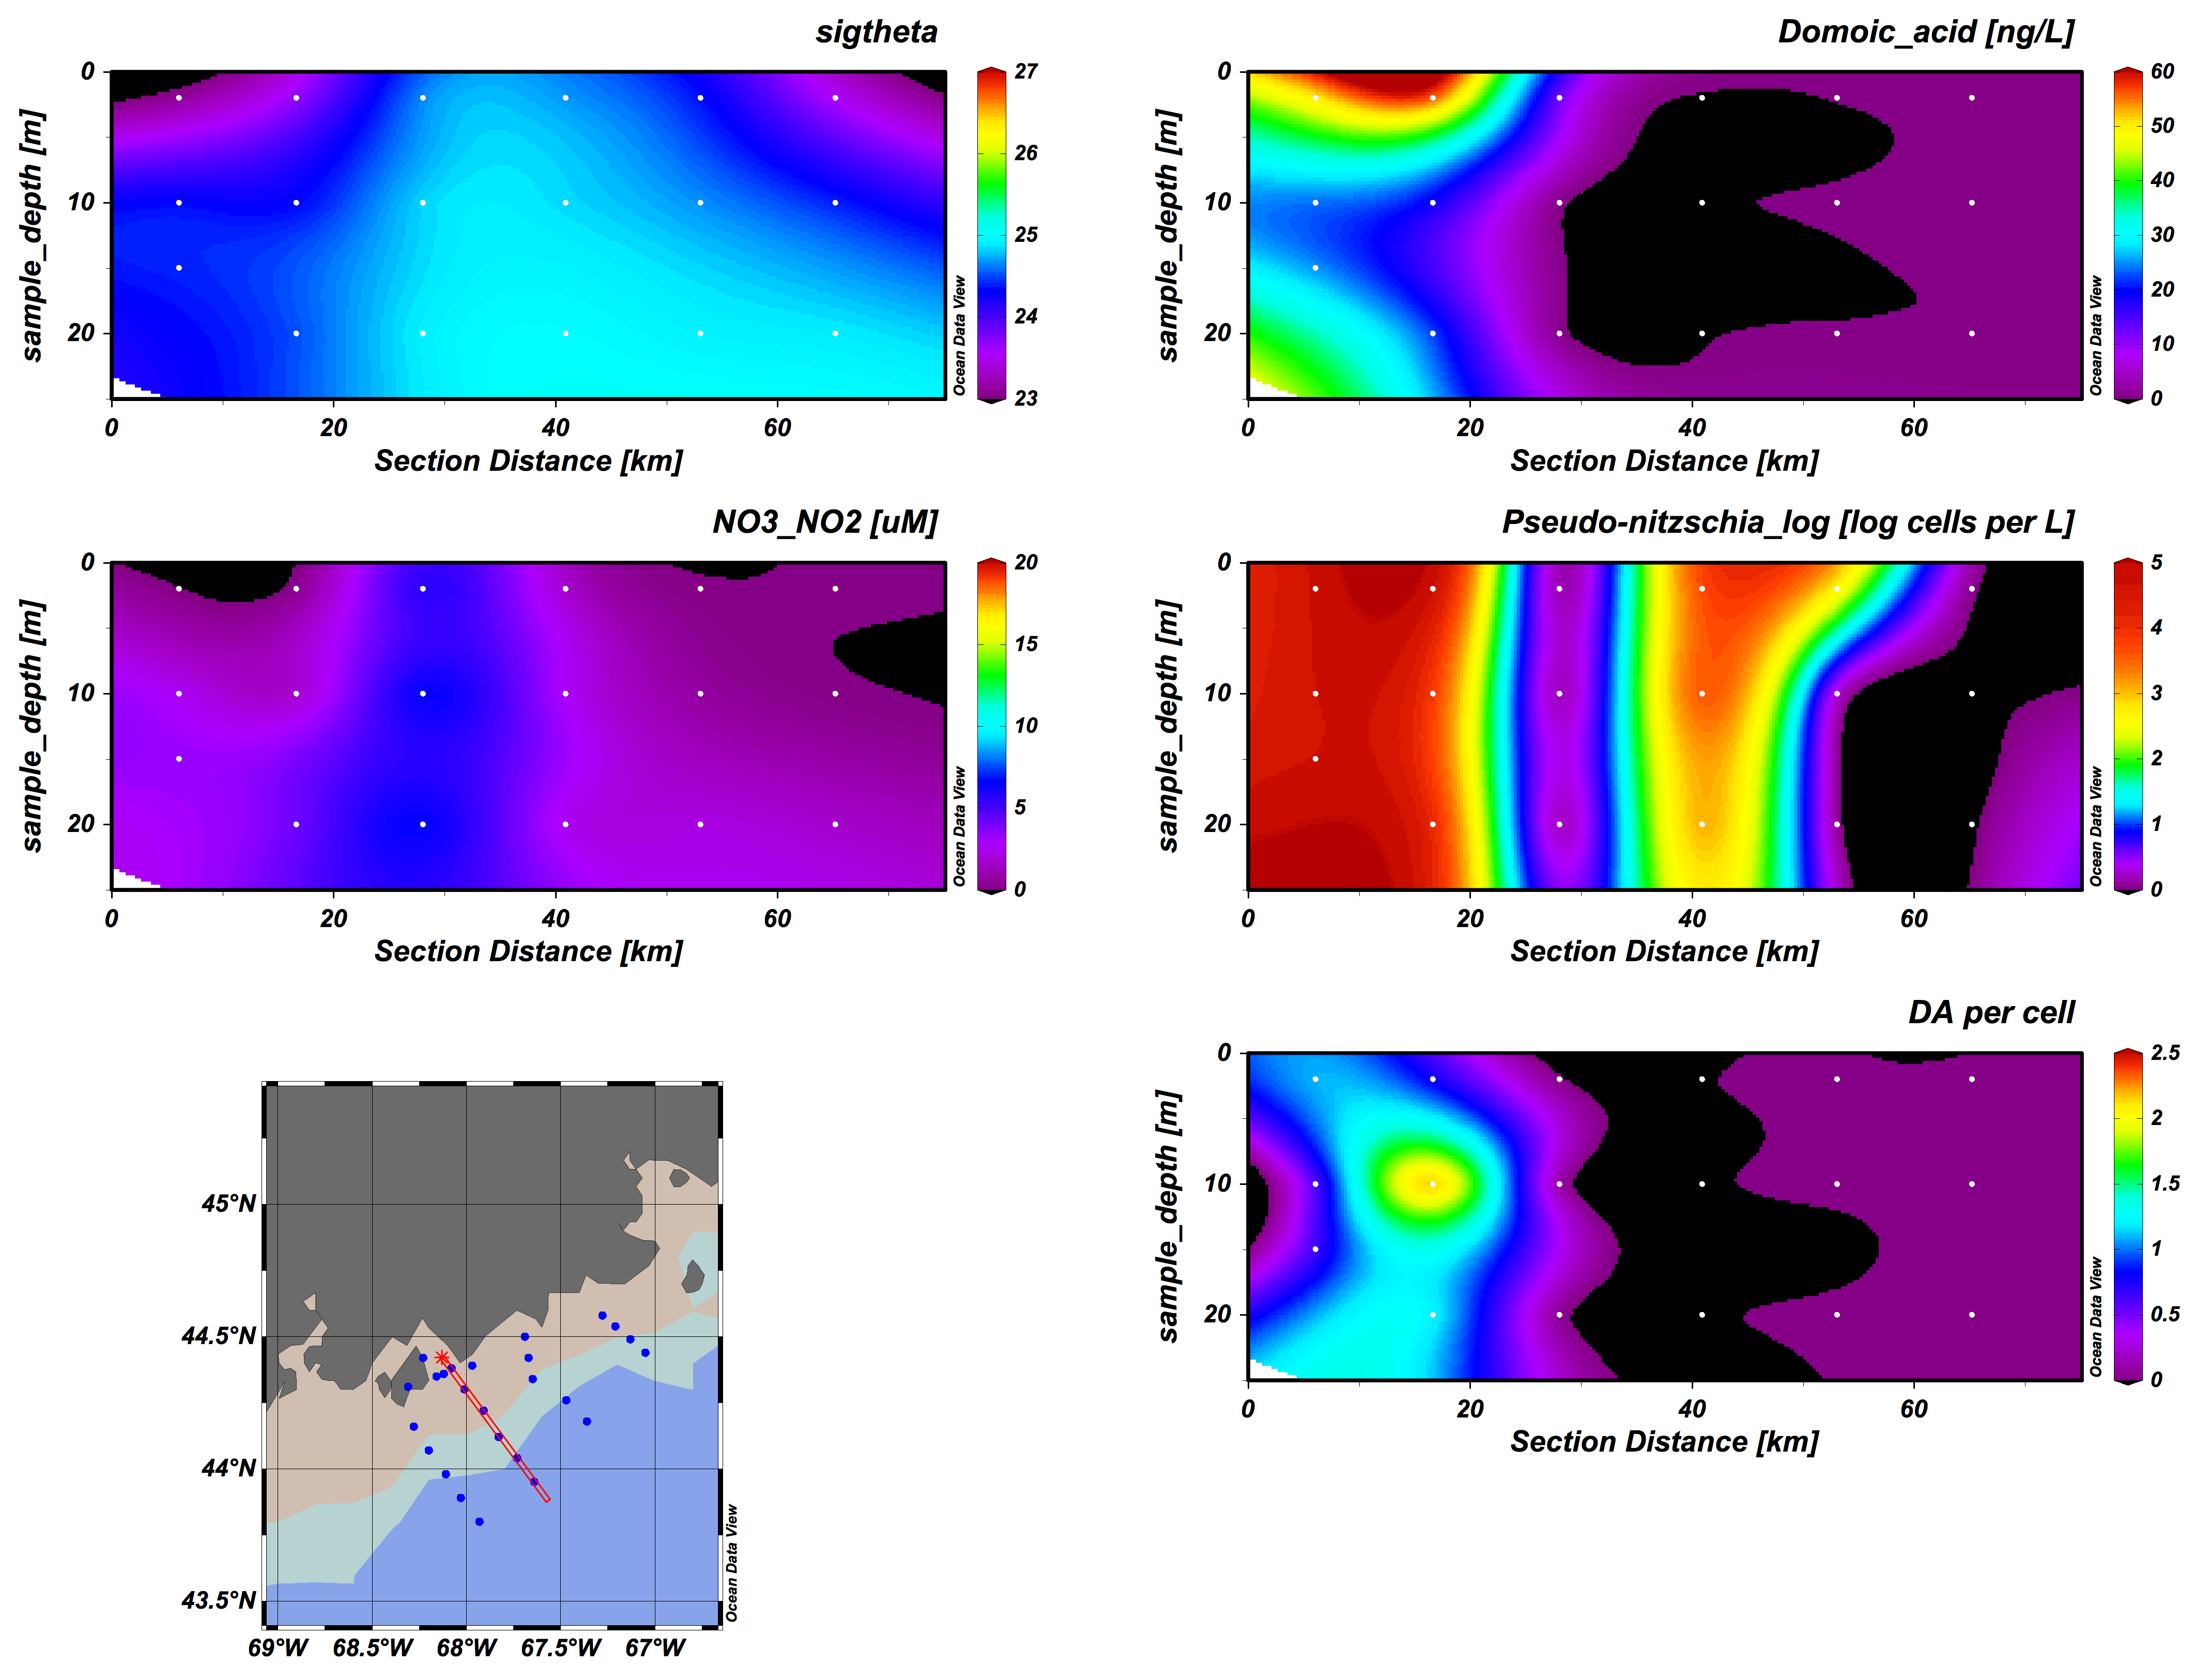 sigtheta
0
10
20
sample_depth [m]
0 20 40 60
Section Distance [km]
27
26
25
24
23
Ocean Data View
Domoic_acid [ng/L]
0
10
20
sample_depth [m]
0 20 40 60
Section Distance [km]
60
50
40
30
20
10
0
Ocean Data View
NO3_NO2 [uM]
0
10
20
sample_depth [m]
0 20 40 60
Section Distance [km]
20
15
10
5
0
Ocean Data View
Pseudo-nitzschia_log [log cells per L]
0
10
20
sample_depth [m]
0 20 40 60
Section Distance [km]
5
4
3
2
1
0
Ocean Data View
45°N
44.5°N
44°N
43.5°N
69°W 68.5°W 68°W 67.5°W 67°W
Ocean Data View
DA per cell
0
10
20
sample_depth [m]
0 20 40 60
Section Distance [km]
2.5
2
1.5
1
0.5
0
Ocean Data View